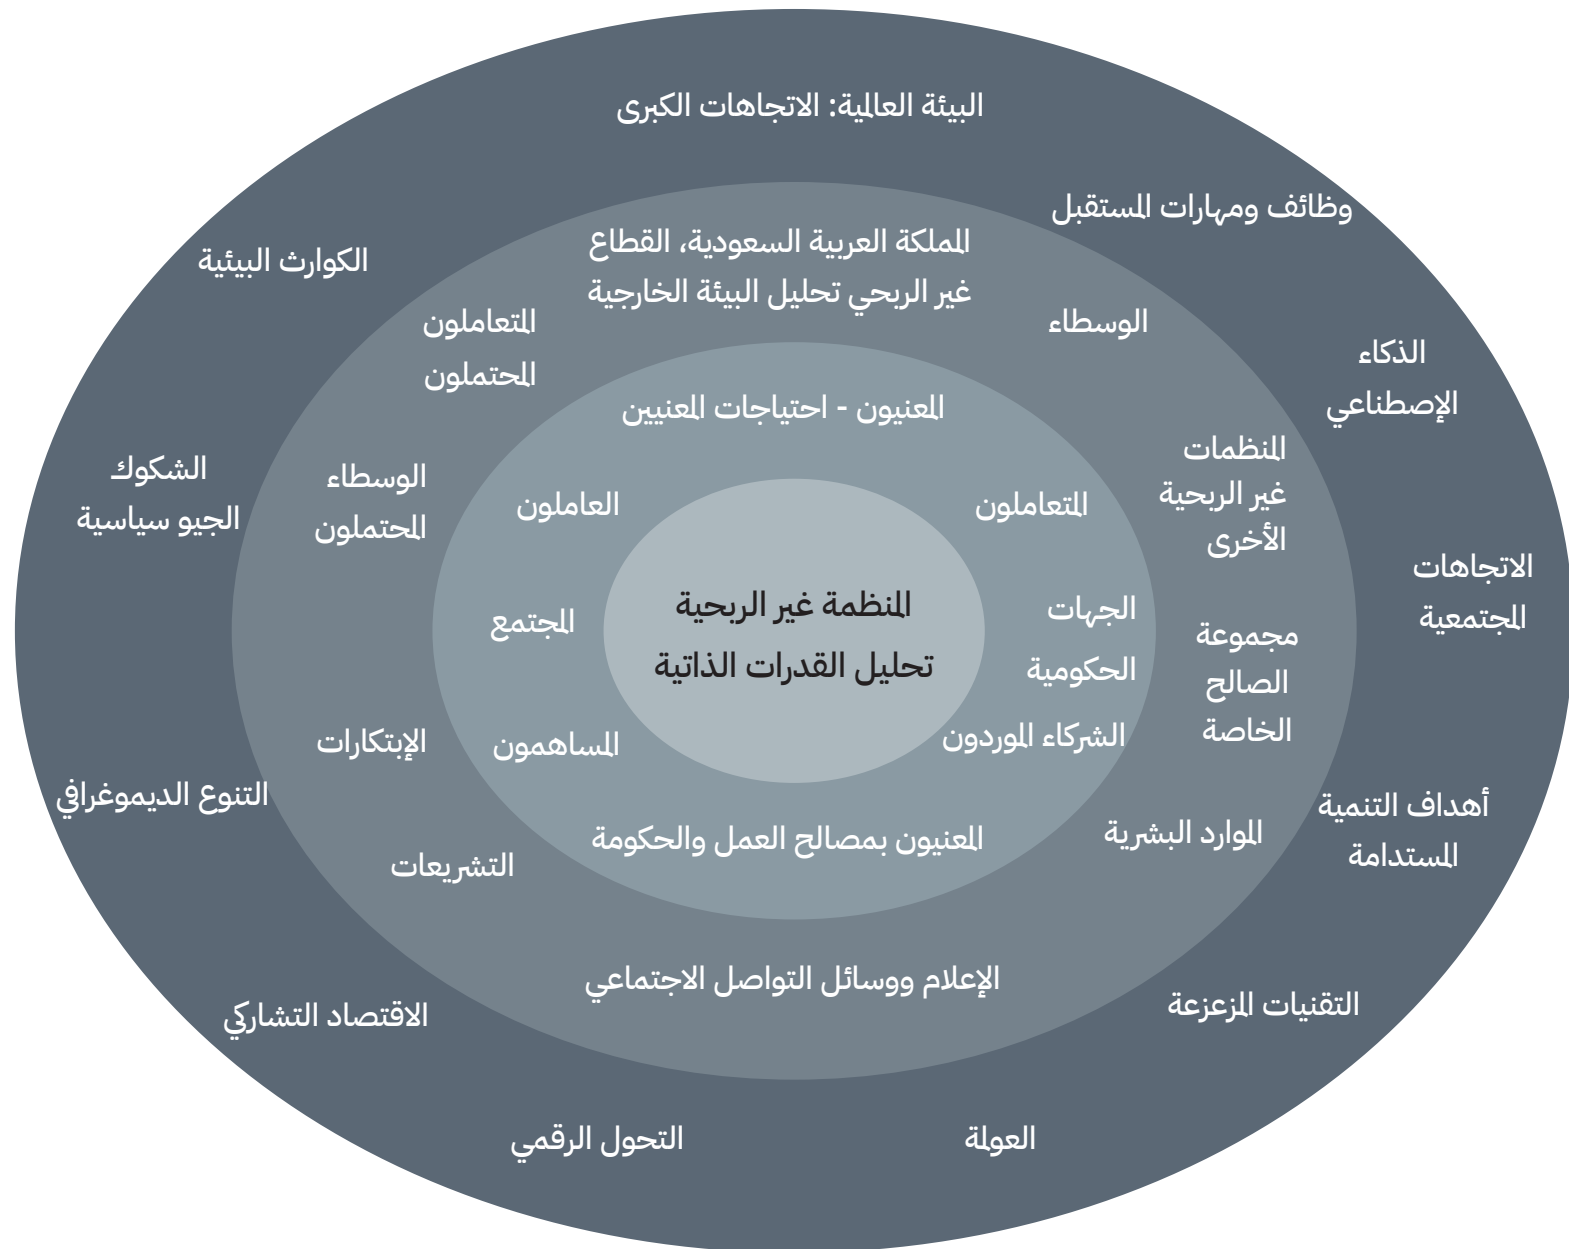 البيئة العالمية: الاتجاهات الكبرى
وظائف ومهارات المستقبل
الذكاء
الإصطناعي
الاتجاهات
المجتمعية
أهداف التنمية
المستدامة
التقنيات المزعزعة
العولمة
التحول الرقمي
الاقتصاد التشاركي
التنوع الديموغرافي
الشكوك
الجيو سياسية
الكوارث البيئية
المملكة العربية السعودية، القطاع
غير الربحي تحليل البيئة الخارجية
الوسطاء
المنظمات
غير الربحية
الأخرى
مجموعة
الصالح
الخاصة
الموارد البشرية
الإعلام ووسائل التواصل الاجتماعي
التشريعات
الإبتكارات
الوسطاء
المحتملون
المتعاملون
المحتملون
المعنيون - احتياجات المعنيين
المتعاملون
الجهات
الحكومية
الشركاء الموردون
المعنيون بمصالح العمل والحكومة
المساهمون
المجتمع
العاملون
المنظمة غير الربحية
تحليل القدرات الذاتية